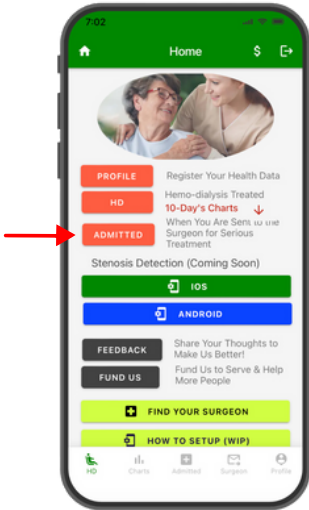 7:02
Home
$
PROFILE Register Your Health Data
HD Hemo-dialysis Treated
10-Day's Charts
ADMITTED When You Are Sent to the
Surgeon for Serious
Treatment
Stenosis Detection (Coming Soon)
IOS
ANDROID
FEEDBACK Share Your Thoughts to
Make Us Better!
FUND US Fund Us to Serve & Help
More People
FIND YOUR SURGEON
HOW TO SETUP (WIP)
HD Charts Admitted Surgeon Profile